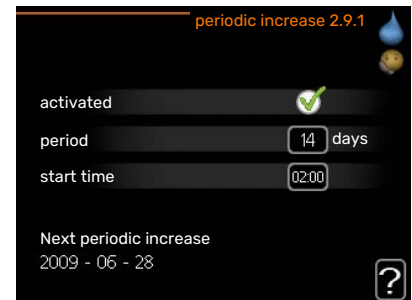 periodic increase 2.9.1
activated
period 14 days
start time 02:00
Next periodic increase
2009 - 06 - 28
?